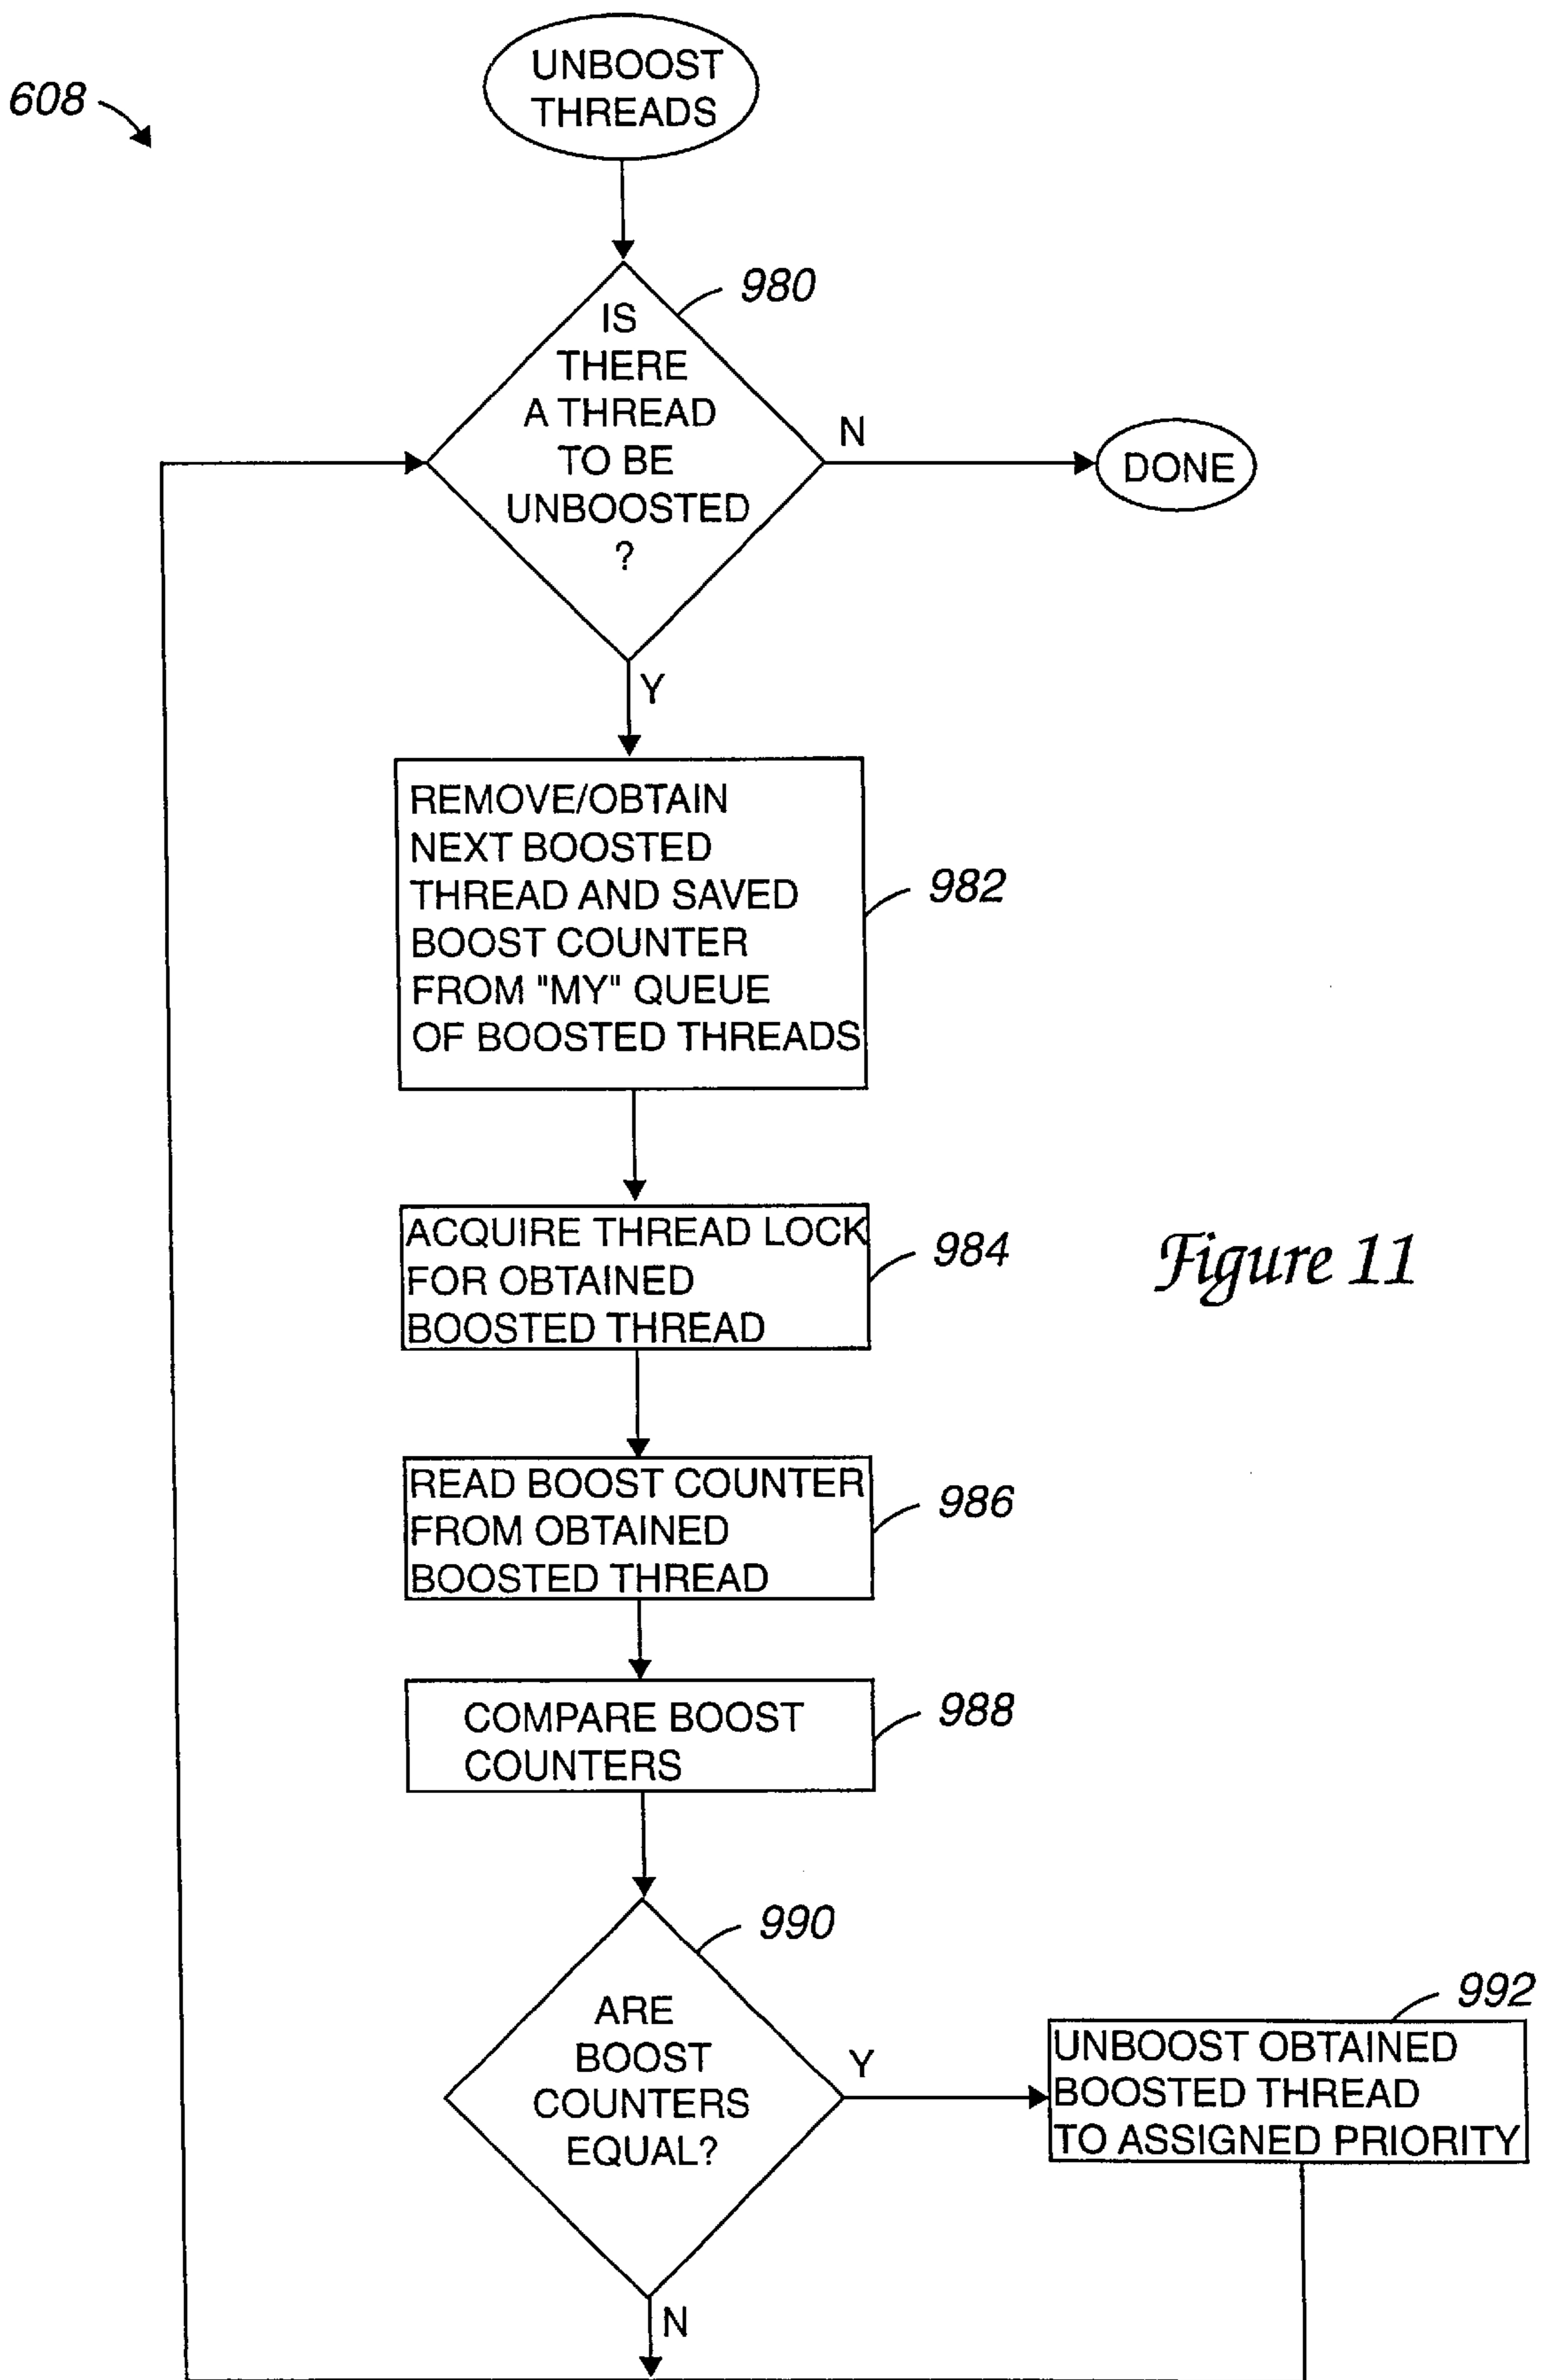 608
UNBOOST
THREADS
980
IS
THERE
A THREAD
TO BE
UNBOOSTED
?
N
DONE
Y
REMOVE/OBTAIN
NEXT BOOSTED
THREAD AND SAVED
BOOST COUNTER
FROM "MY" QUEUE
OF BOOSTED THREADS
982
ACQUIRE THREAD LOCK
FOR OBTAINED
BOOSTED THREAD
984
Figure 11
READ BOOST COUNTER
FROM OBTAINED
BOOSTED THREAD
986
COMPARE BOOST
COUNTERS
988
990
ARE
BOOST
COUNTERS
EQUAL?
Y
992
UNBOOST OBTAINED
BOOSTED THREAD
TO ASSIGNED PRIORITY
N